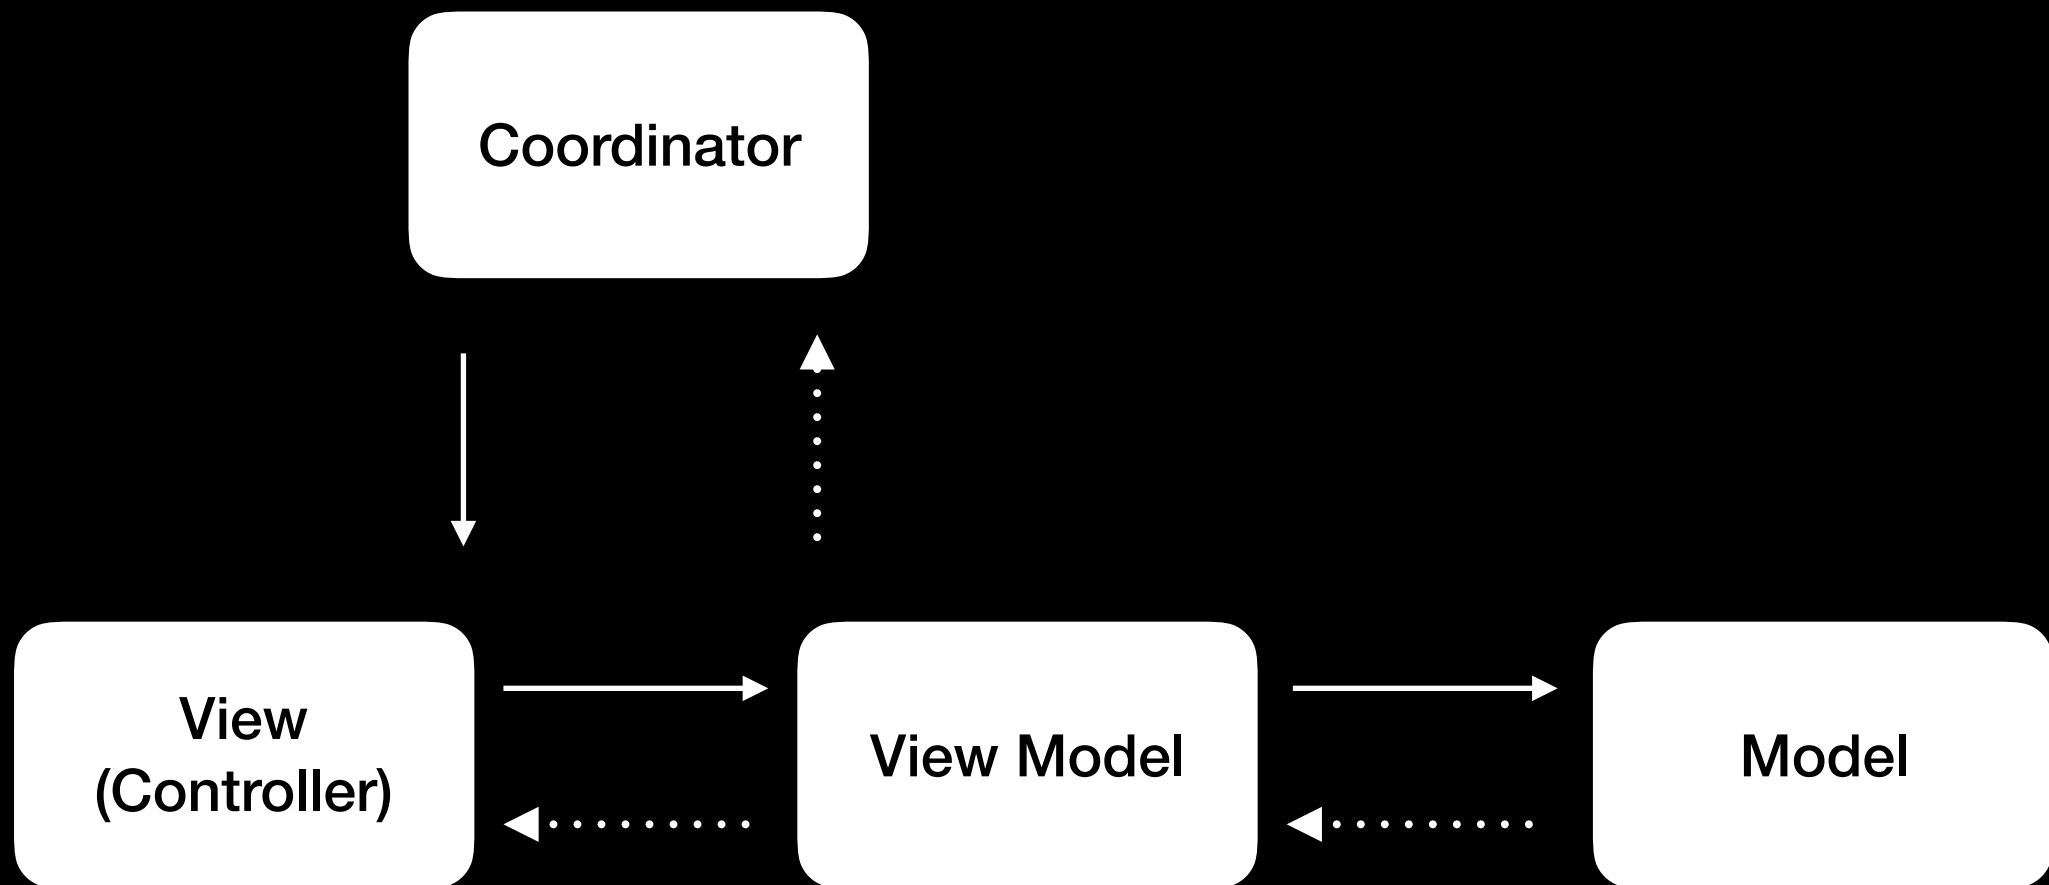 Coordinator
View
(Controller)
View Model
Model